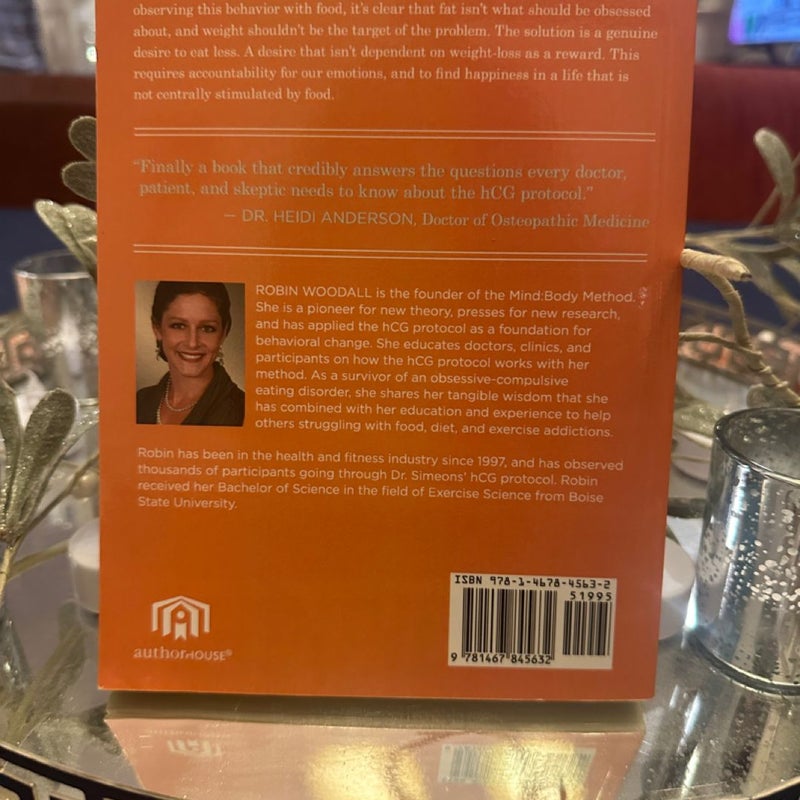 observing this behavior with food, it's clear that fat isn't what should be obsessed
about, and weight shouldn't be the target of the problem. The solution is a genuine
desire to eat less. A desire that isn't dependent on weight-loss as a reward. This
requires accountability for our emotions, and to find happiness in a life that is
not centrally stimulated by food.
"Finally a book that credibly answers the questions every doctor,
patient, and skeptic needs to know about the hCG protocol."
— DR. HEIDI ANDERSON, Doctor of Osteopathic Medicine
ROBIN WOODALL is the founder of the Mind:Body Method.
She is a pioneer for new theory, presses for new research,
and has applied the hCG protocol as a foundation for
behavioral change. She educates doctors, clinics, and
participants on how the hCG protocol works with her
method. As a survivor of an obsessive-compulsive
eating disorder, she shares her tangible wisdom that she
has combined with her education and experience to help
others struggling with food, diet, and exercise addictions.
Robin has been in the health and fitness industry since 1997, and has observed
thousands of participants going through Dr. Simeons' hCG protocol. Robin
received her Bachelor of Science in the field of Exercise Science from Boise
State University.
ISBN 978-1-4678-4563-2
51995
9 781467 845632
authorHOUSE®